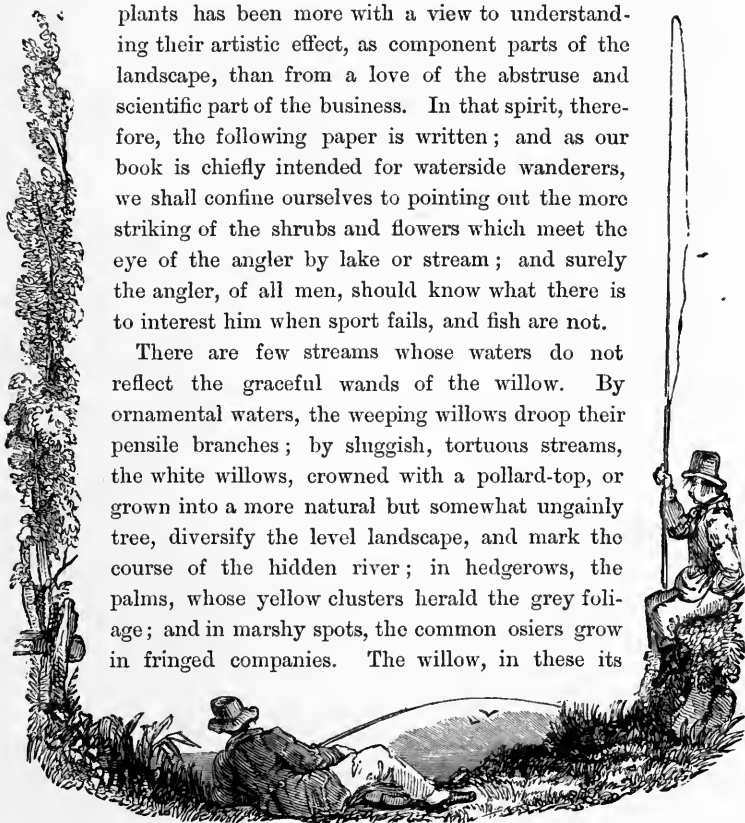 plants has been more with a view to understand-
ing their artistic effect, as component parts of the
landscape, than from a love of the abstruse and
scientific part of the business. In that spirit, there-
fore, the following paper is written; and as our
book is chiefly intended for waterside wanderers,
we shall confine ourselves to pointing out the more
striking of the shrubs and flowers which meet the
eye of the angler by lake or stream; and surely
the angler, of all men, should know what there is
to interest him when sport fails, and fish are not.
There are few streams whose waters do not
reflect the graceful wands of the willow. By
ornamental waters, the weeping willows droop their
pensile branches; by sluggish, tortuous streams,
the white willows, crowned with a pollard-top, or
grown into a more natural but somewhat ungainly
tree, diversify the level landscape, and mark the
course of the hidden river; in hedgerows, the
palms, whose yellow clusters herald the grey foli-
age; and in marshy spots, the common osiers grow
in fringed companies. The willow, in these its